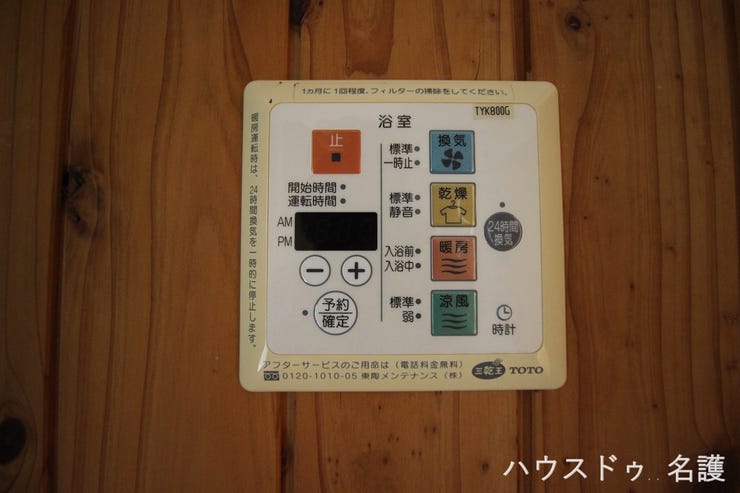 1ヵ月に1回程度、フィルターの掃除をしてください。
TYK800G
浴室
暖房運転時は、24時間換気を一時的に停止します。
止
開始時間
運転時間
AM
PM
−
+
予約
確定
標準
一時止
換気
標準
静音
乾燥
入浴前
入浴中
暖房
標準
弱
涼風
24時間
換気
時計
アフターサービスのご用命は（電話料金無料）
0120-1010-05 東陶メンテナンス（株）
三乾王
TOTO
ハウスドゥ．．名護